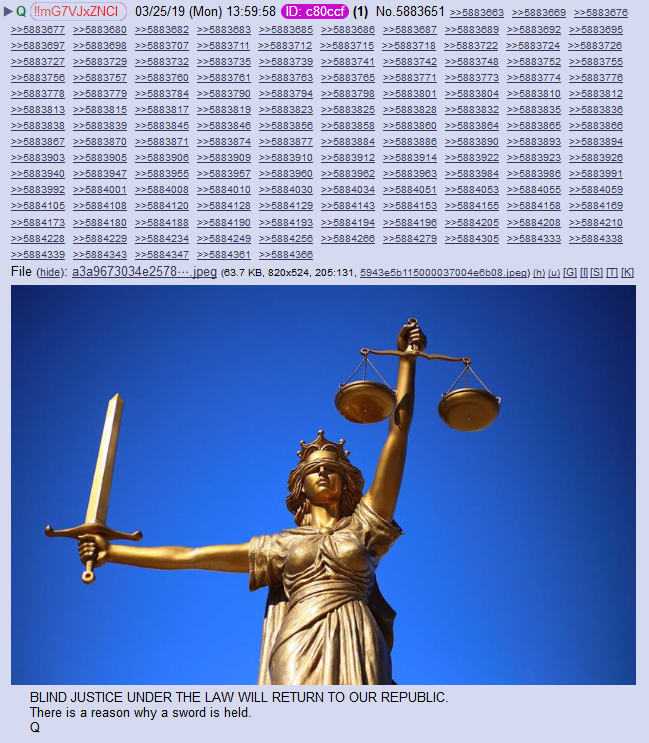 ▶ Q !!mG7VJxZNCI 03/25/19 (Mon) 13:59:58 ID: c80ccf (1) No.5883651 >>5883663 >>5883669 >>5883676
>>5883677 >>5883680 >>5883682 >>5883683 >>5883685 >>5883686 >>5883687 >>5883689 >>5883692 >>5883695
>>5883697 >>5883698 >>5883707 >>5883711 >>5883712 >>5883715 >>5883718 >>5883722 >>5883724 >>5883726
>>5883727 >>5883729 >>5883732 >>5883735 >>5883739 >>5883741 >>5883742 >>5883748 >>5883752 >>5883755
>>5883756 >>5883757 >>5883760 >>5883761 >>5883763 >>5883765 >>5883771 >>5883773 >>5883774 >>5883776
>>5883778 >>5883779 >>5883784 >>5883790 >>5883794 >>5883798 >>5883801 >>5883804 >>5883810 >>5883812
>>5883813 >>5883815 >>5883817 >>5883819 >>5883823 >>5883825 >>5883828 >>5883832 >>5883835 >>5883836
>>5883838 >>5883839 >>5883845 >>5883846 >>5883856 >>5883858 >>5883860 >>5883864 >>5883865 >>5883866
>>5883867 >>5883870 >>5883871 >>5883874 >>5883877 >>5883884 >>5883886 >>5883890 >>5883893 >>5883894
>>5883903 >>5883905 >>5883906 >>5883909 >>5883910 >>5883912 >>5883914 >>5883922 >>5883923 >>5883926
>>5883940 >>5883947 >>5883955 >>5883957 >>5883960 >>5883962 >>5883963 >>5883984 >>5883986 >>5883991
>>5883992 >>5884001 >>5884008 >>5884010 >>5884030 >>5884034 >>5884051 >>5884053 >>5884055 >>5884059
>>5884105 >>5884108 >>5884120 >>5884128 >>5884129 >>5884143 >>5884153 >>5884155 >>5884158 >>5884169
>>5884173 >>5884180 >>5884188 >>5884190 >>5884193 >>5884194 >>5884196 >>5884205 >>5884208 >>5884210
>>5884228 >>5884229 >>5884234 >>5884249 >>5884256 >>5884266 >>5884279 >>5884305 >>5884333 >>5884338
>>5884339 >>5884343 >>5884347 >>5884361 >>5884366
File (hide): a3a9673034e2578⋯.jpeg (63.7 KB, 820x524, 205:131, 5943e5b115000037004e6b08.jpeg) (h) (u) [G] [I] [S] [T] [K]
BLIND JUSTICE UNDER THE LAW WILL RETURN TO OUR REPUBLIC.
There is a reason why a sword is held.
Q